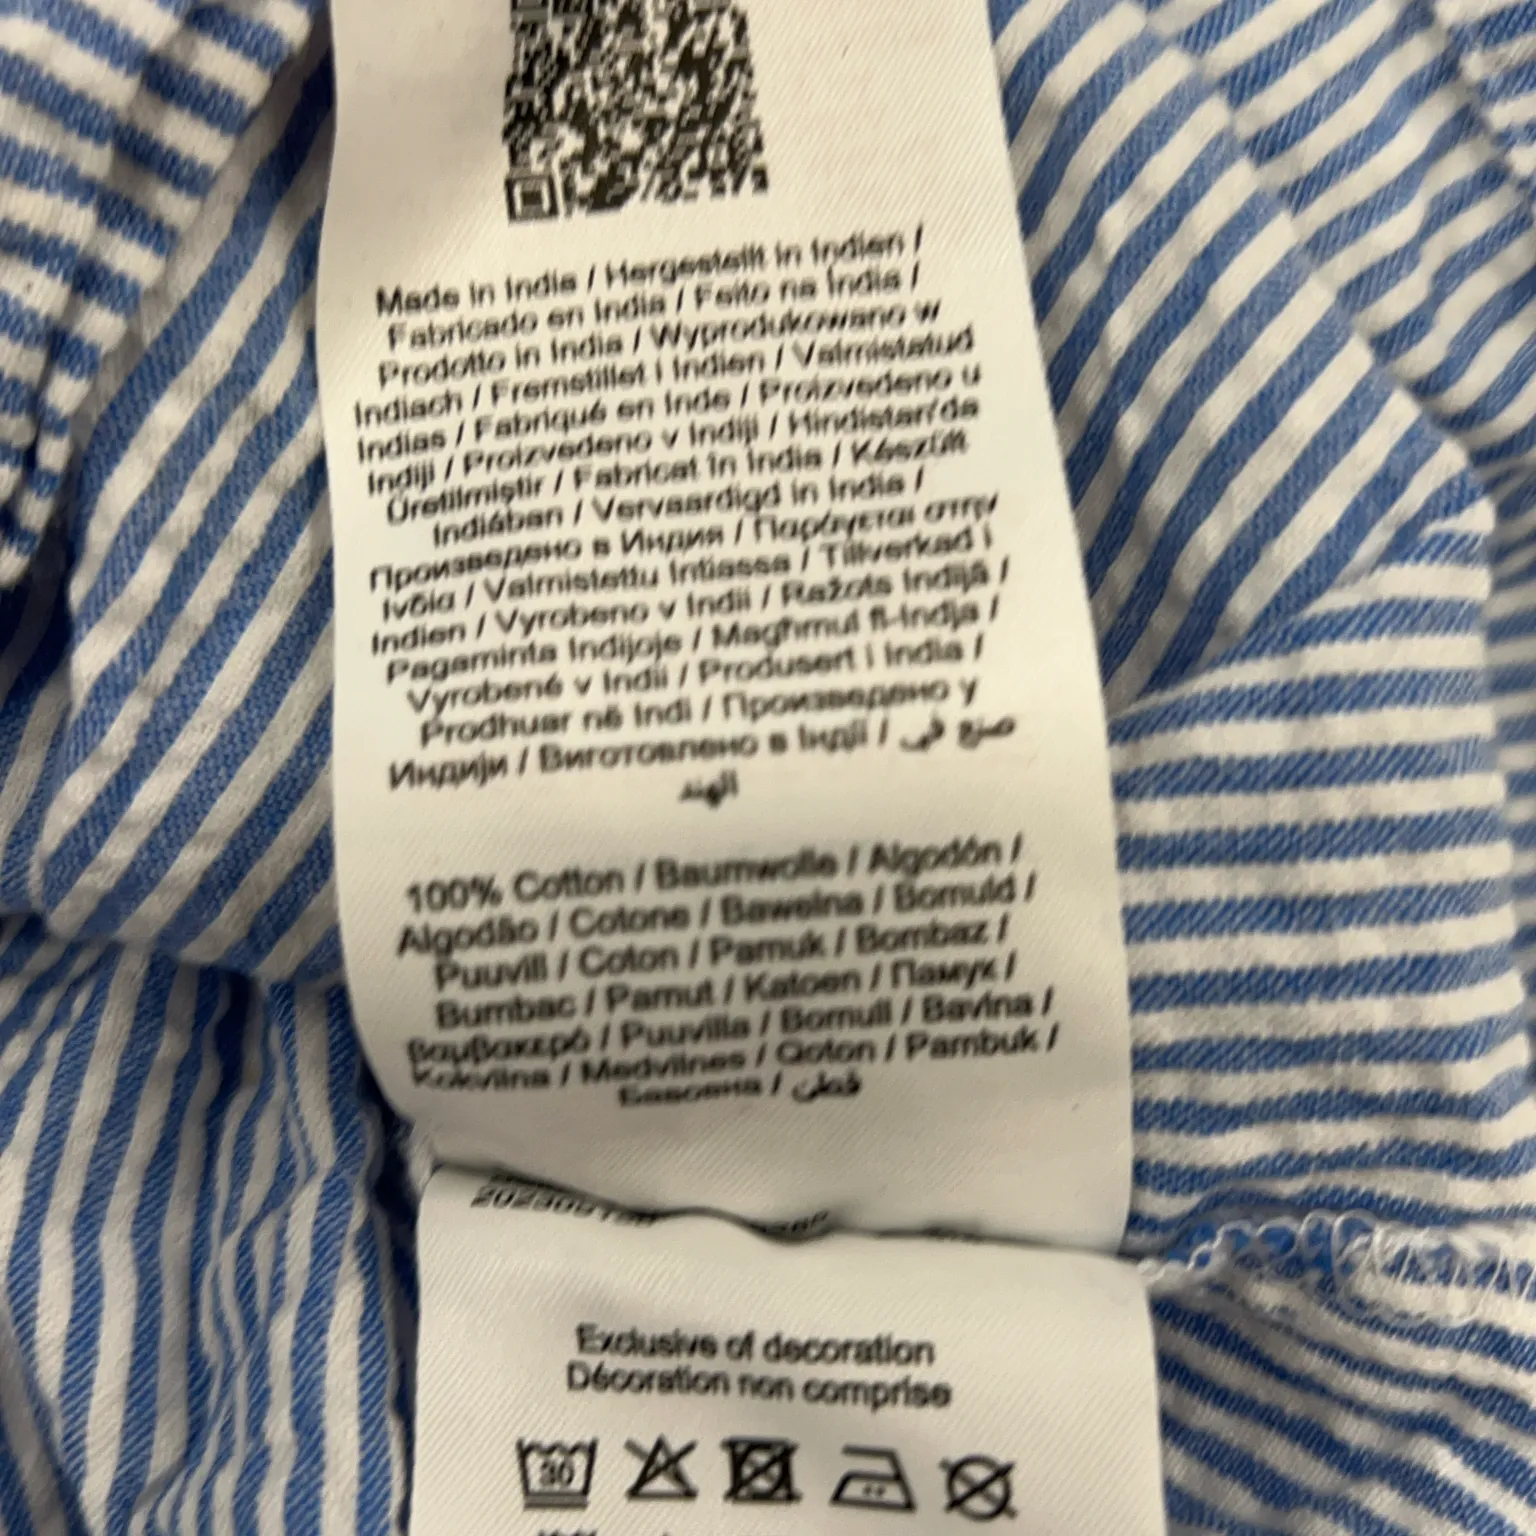 Made in India / Hergestellt in Indien /
Fabricado en India / Feito na Índia /
Prodotto in India / Wyprodukowano w
Indiach / Fremstillet i Indien / Valmistatud
Indias / Fabriqué en Inde / Proizvedeno u
Indiji / Proizvedeno v Indiji / Hindistan'da
Üretilmiştir / Fabricat în India / Készült
Indiában / Vervaardigd in India /
Произведено в Индия / Παράγεται στην
Ινδία / Valmistettu Intiassa / Tillverkad i
Indien / Vyrobeno v Indii / Ražots Indijā /
Pagaminta Indijoje / Magħmul fl-Indja /
Vyrobené v Indii / Produsert i India /
Prodhuar në Indi / Произведено у
Индији / Виготовлено в Індії / صنع في
الهند
100% Cotton / Baumwolle / Algodón /
Algodão / Cotone / Bawełna / Bomuld /
Puuvill / Coton / Pamuk / Bombaz /
Bumbac / Pamut / Katoen / Памук /
Βαμβακερό / Puuvilla / Bomull / Bavlna /
Kokvilna / Medvilnes / Qoton / Pambuk /
Бавовна / قطن
Exclusive of decoration
Décoration non comprise
30